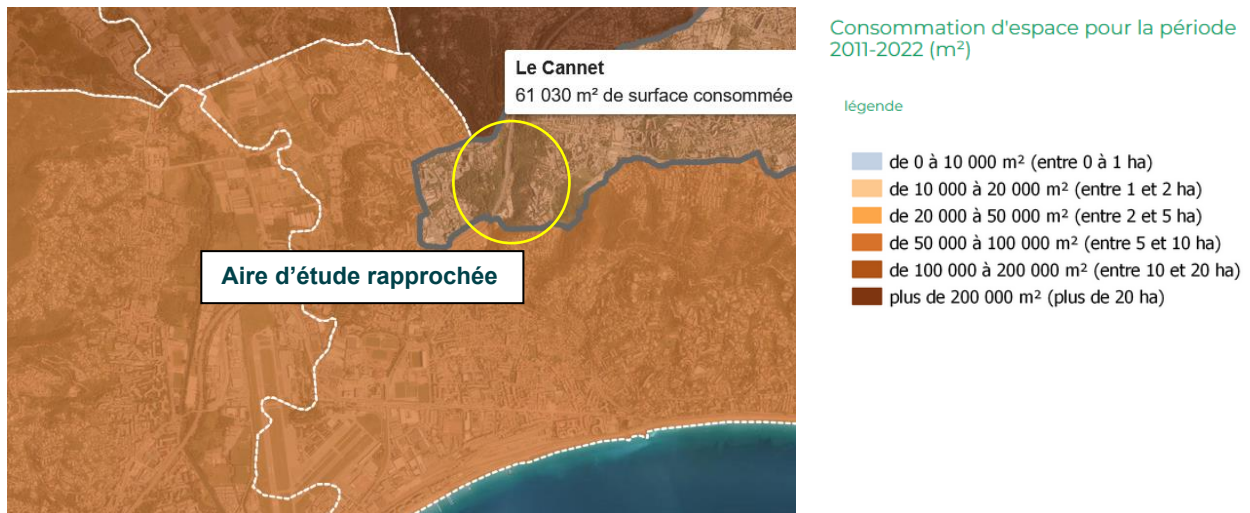 Le Cannet
61 030 m² de surface consommée
Aire d'étude rapprochée
Consommation d'espace pour la période
2011-2022 (m²)
légende
de 0 à 10 000 m² (entre 0 à 1 ha)
de 10 000 à 20 000 m² (entre 1 et 2 ha)
de 20 000 à 50 000 m² (entre 2 et 5 ha)
de 50 000 à 100 000 m² (entre 5 et 10 ha)
de 100 000 à 200 000 m² (entre 10 et 20 ha)
plus de 200 000 m² (plus de 20 ha)